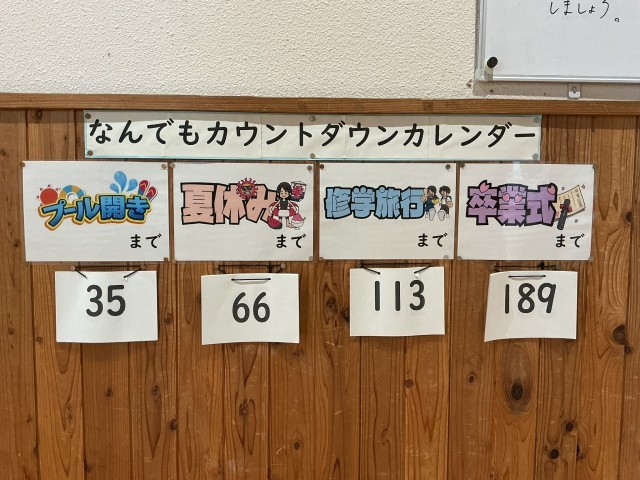 しましょう。
なんでもカウントダウンカレンダー
プール開き
まで
夏休み
まで
修学旅行
まで
卒業式
まで
35
66
113
189